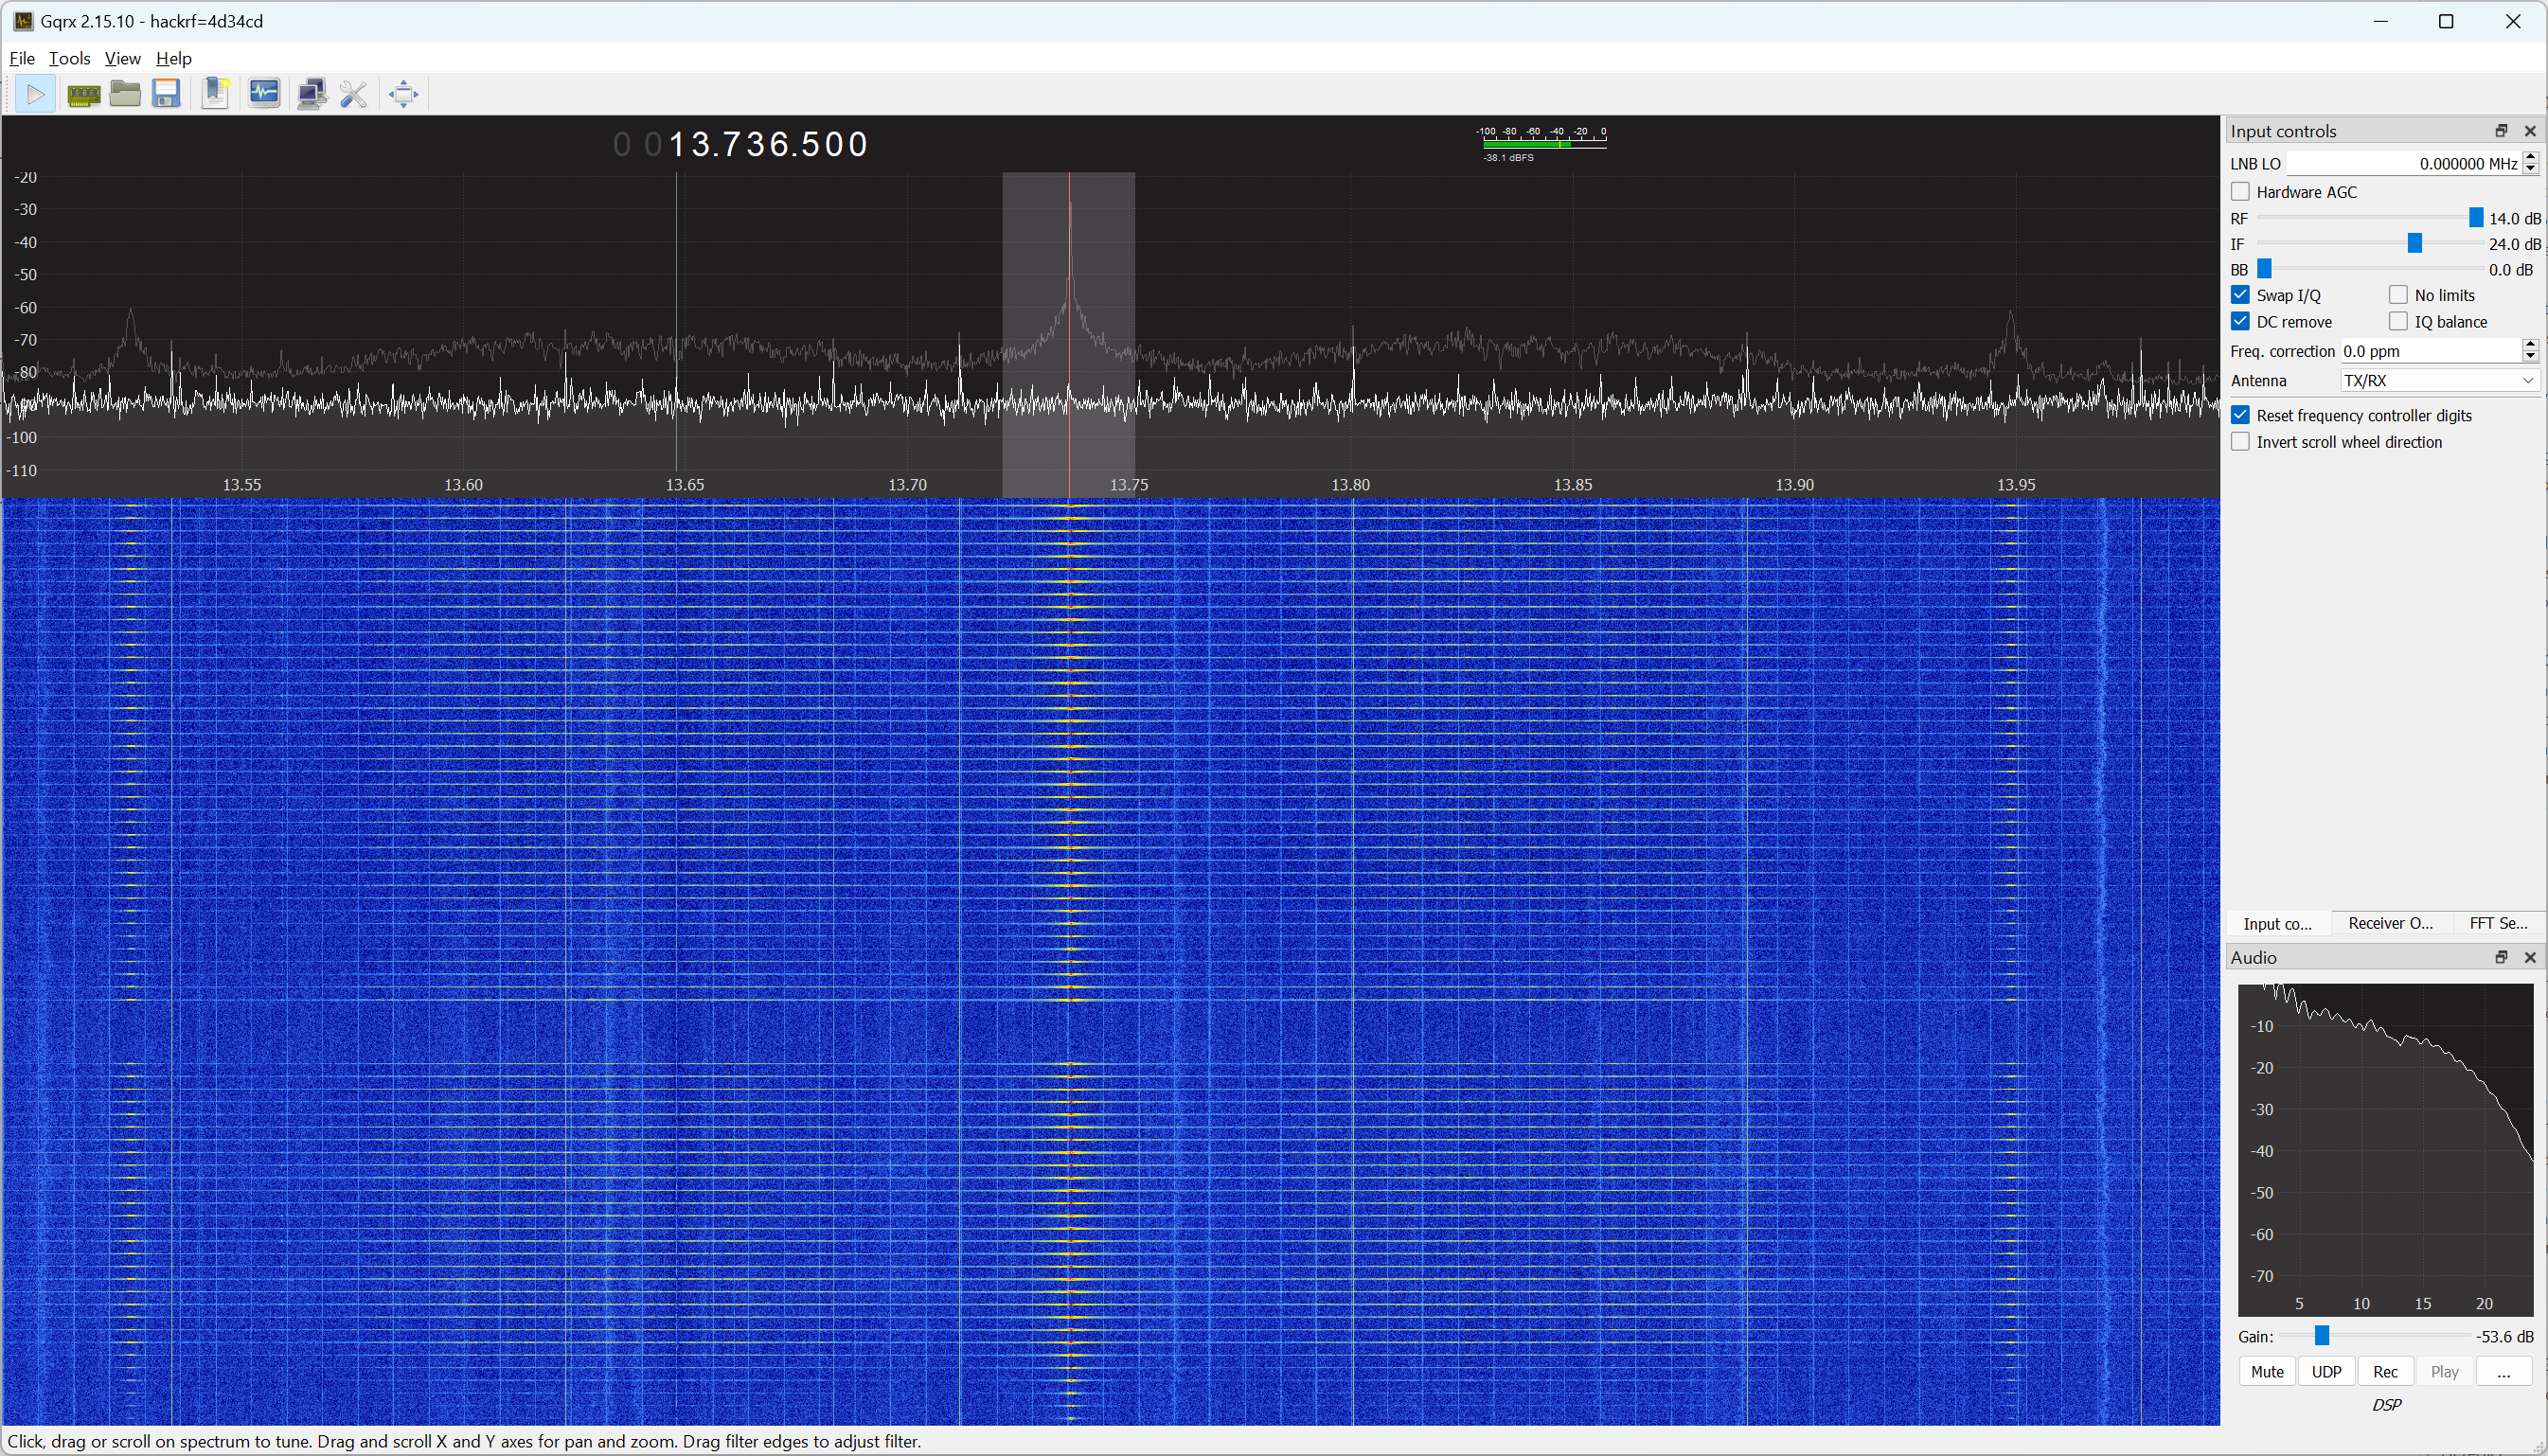 Gqrx 2.15.10 - hackrf=4d34cd
File Tools View Help
0 013.736.500
-100 -80 -60 -40 -20 0
-38.1 dBFS
-20
-30
-40
-50
-60
-70
-80
-100
-110
13.55 13.60 13.65 13.70 13.75 13.80 13.85 13.90 13.95
Input controls
LNB LO 0.000000 MHz
Hardware AGC
RF 14.0 dB
IF 24.0 dB
BB 0.0 dB
Swap I/Q No limits
DC remove IQ balance
Freq. correction 0.0 ppm
Antenna TX/RX
Reset frequency controller digits
Invert scroll wheel direction
Input co... Receiver O... FFT Se...
Audio
-10
-20
-30
-40
-50
-60
-70
5 10 15 20
Gain: -53.6 dB
Mute UDP Rec Play ...
DSP
Click, drag or scroll on spectrum to tune. Drag and scroll X and Y axes for pan and zoom. Drag filter edges to adjust filter.